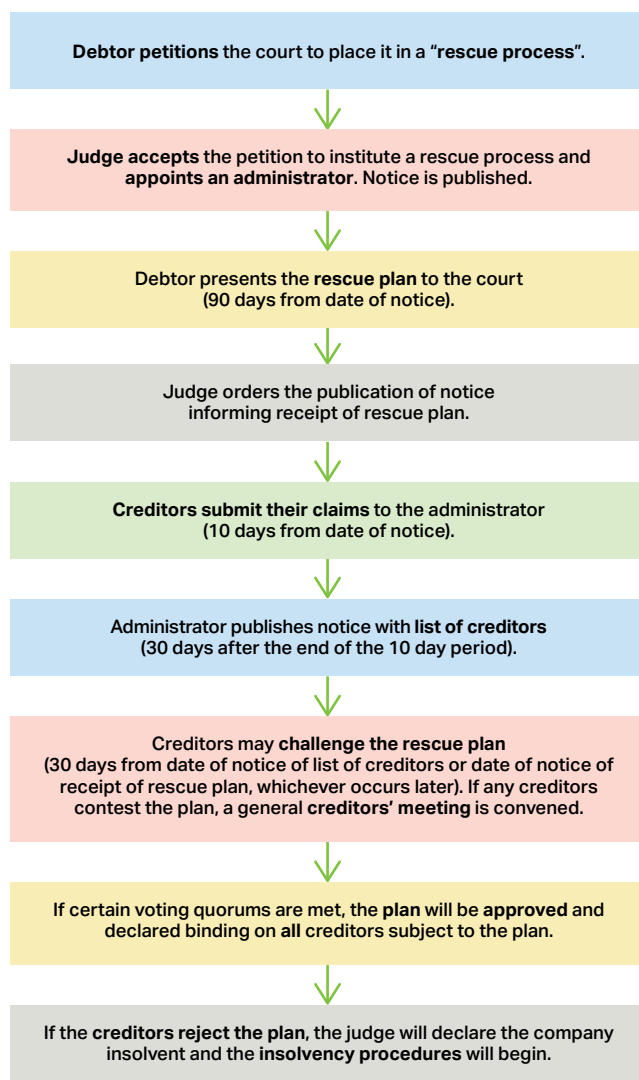 Debtor petitions the court to place it in a “rescue process”.
Judge accepts the petition to institute a rescue process and
appoints an administrator. Notice is published.
Debtor presents the rescue plan to the court
(90 days from date of notice).
Judge orders the publication of notice
informing receipt of rescue plan.
Creditors submit their claims to the administrator
(10 days from date of notice).
Administrator publishes notice with list of creditors
(30 days after the end of the 10 day period).
Creditors may challenge the rescue plan
(30 days from date of notice of list of creditors or date of notice of
receipt of rescue plan, whichever occurs later). If any creditors
contest the plan, a general creditors’ meeting is convened.
If certain voting quorums are met, the plan will be approved and
declared binding on all creditors subject to the plan.
If the creditors reject the plan, the judge will declare the company
insolvent and the insolvency procedures will begin.